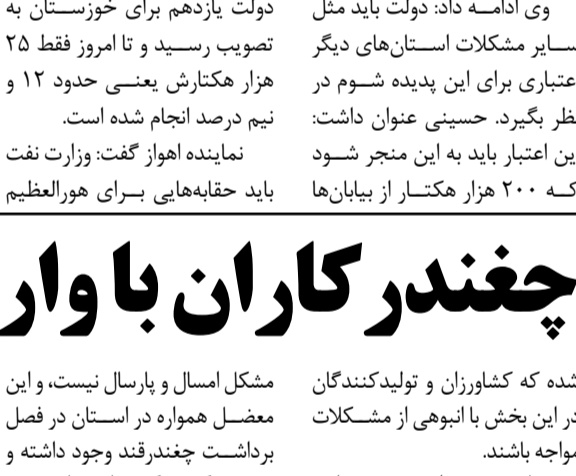 وی ادامه داد: دولت باید مثل
سایر مشکلات استان‌های دیگر
اعتباری برای این پدیده شوم در
نظر بگیرد. حسینی عنوان داشت:
این اعتبار باید به این منجر شود
که ۲۰۰ هزار هکتار از بیابان‌ها
دولت یازدهم برای خوزستان به
تصویب رسید و تا امروز فقط ۲۵
هزار هکتارش یعنی حدود ۱۲ و
نیم درصد انجام شده است.
نماینده اهواز گفت: وزارت نفت
باید حقابه‌هایی برای هورالعظیم
چغندر کاران با وار
شده که کشاورزان و تولیدکنندگان
در این بخش با انبوهی از مشکلات
مواجه باشند.
مشکل امسال و پارسال نیست، و این
معضل همواره در استان در فصل
برداشت چغندرقند وجود داشته و